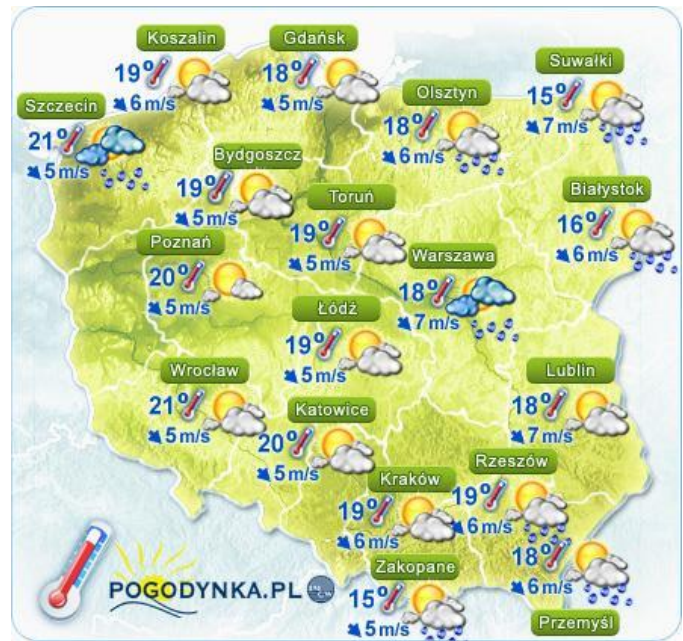 Koszalin
19°
6 m/s
Gdańsk
18°
5 m/s
Suwałki
15°
7 m/s
Szczecin
21°
5 m/s
Olsztyn
18°
6 m/s
Bydgoszcz
19°
5 m/s
Toruń
19°
5 m/s
Białystok
16°
6 m/s
Poznań
20°
5 m/s
Warszawa
18°
7 m/s
Łódź
19°
5 m/s
Wrocław
21°
5 m/s
Katowice
20°
5 m/s
Lublin
18°
7 m/s
Kraków
19°
6 m/s
Rzeszów
19°
6 m/s
Zakopane
15°
5 m/s
18°
6 m/s
Przemyśl
POGODYNKA.PL